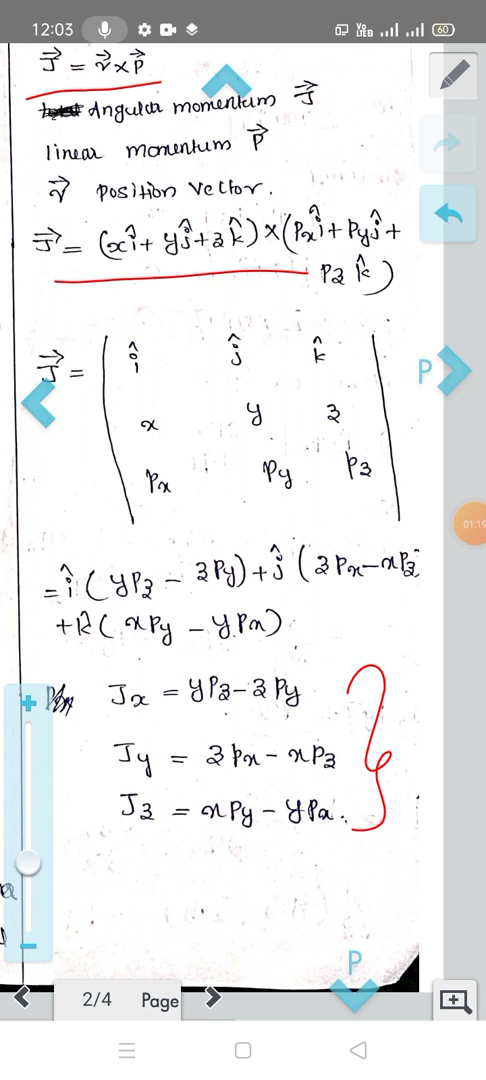 12:03
Vo
LTE1
60
J⃗ = r⃗ × p⃗
Angular momentum J⃗
linear momentum P⃗
r⃗ position vector.
J⃗ = (xî + yĵ + zk̂) × (Pxî + Pyĵ +
Pz k̂)
J⃗ =
î ĵ k̂
x y z
Px Py Pz
P
01:19
= î (yPz - zPy) + ĵ (zPx - xPz)
+ k̂ ( xPy - yPx)
Jx = yPz - zPy
Jy = zPx - xPz
Jz = xPy - yPx.
P
2/4 Page